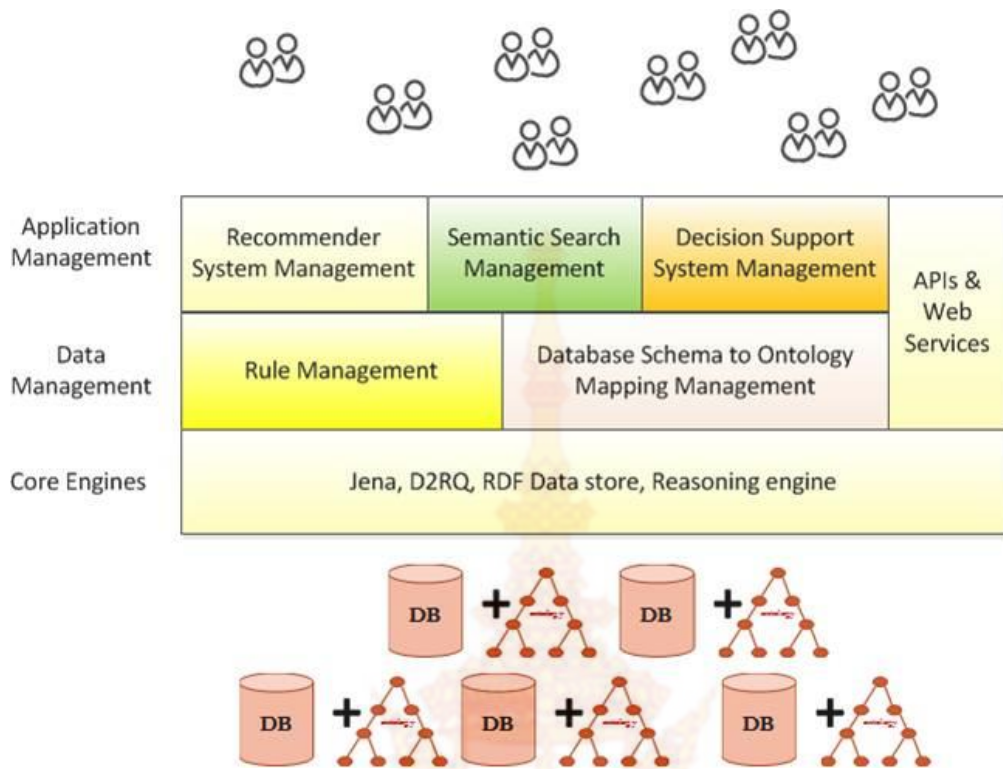 Application
Management
Recommender
System Management
Semantic Search
Management
Decision Support
System Management
APIs &
Web
Services
Data
Management
Rule Management
Database Schema to Ontology
Mapping Management
Core Engines
Jena, D2RQ, RDF Data store, Reasoning engine
DB
+
DB
+
DB
+
DB
+
DB
+